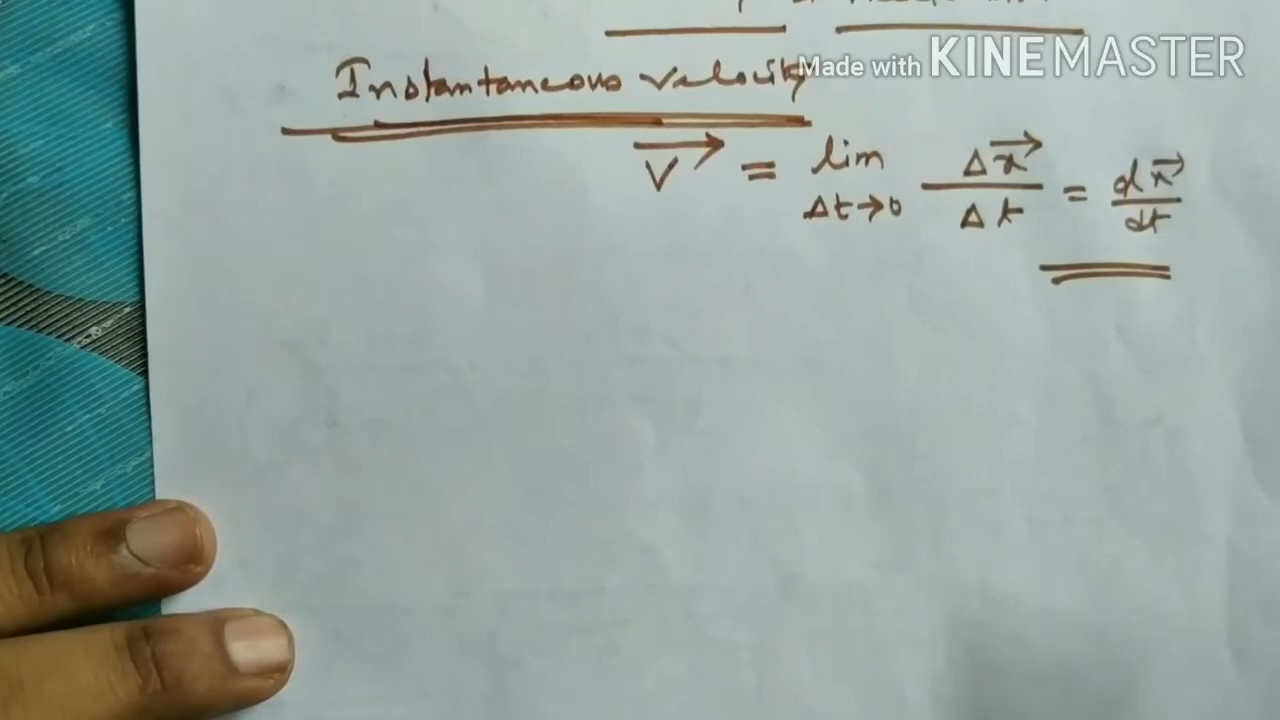 Made with KINEMASTER
Instantaneous Velocity
v⃗ = lim Δt→0 Δx⃗/Δt = dx⃗/dt